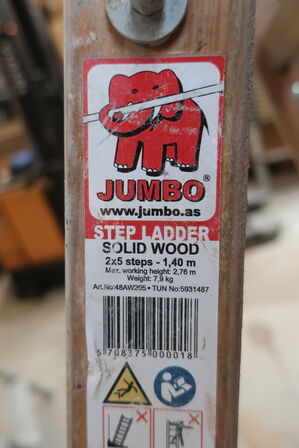 JUMBO®
www.jumbo.as
STEP LADDER
SOLID WOOD
2x5 steps - 1,40 m
Max. working height: 2,76 m
Weight: 7,9 kg
Art.No:48AW205 • TUN No:5931487
5 708375 000018